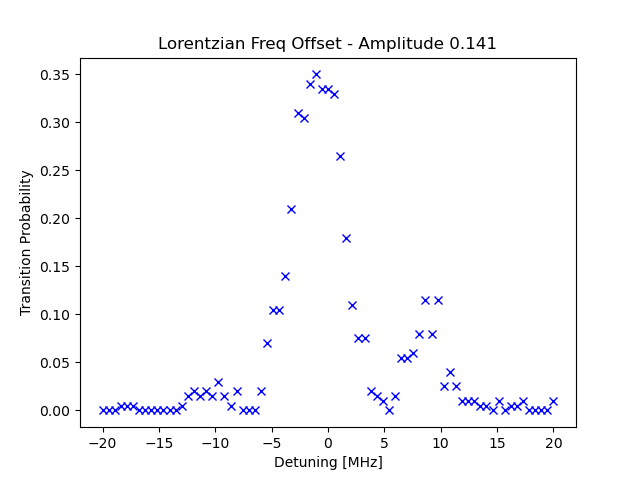 Lorentzian Freq Offset - Amplitude 0.141
Transition Probability
0.35
0.30
0.25
0.20
0.15
0.10
0.05
0.00
−20 −15 −10 −5 0 5 10 15 20
Detuning [MHz]